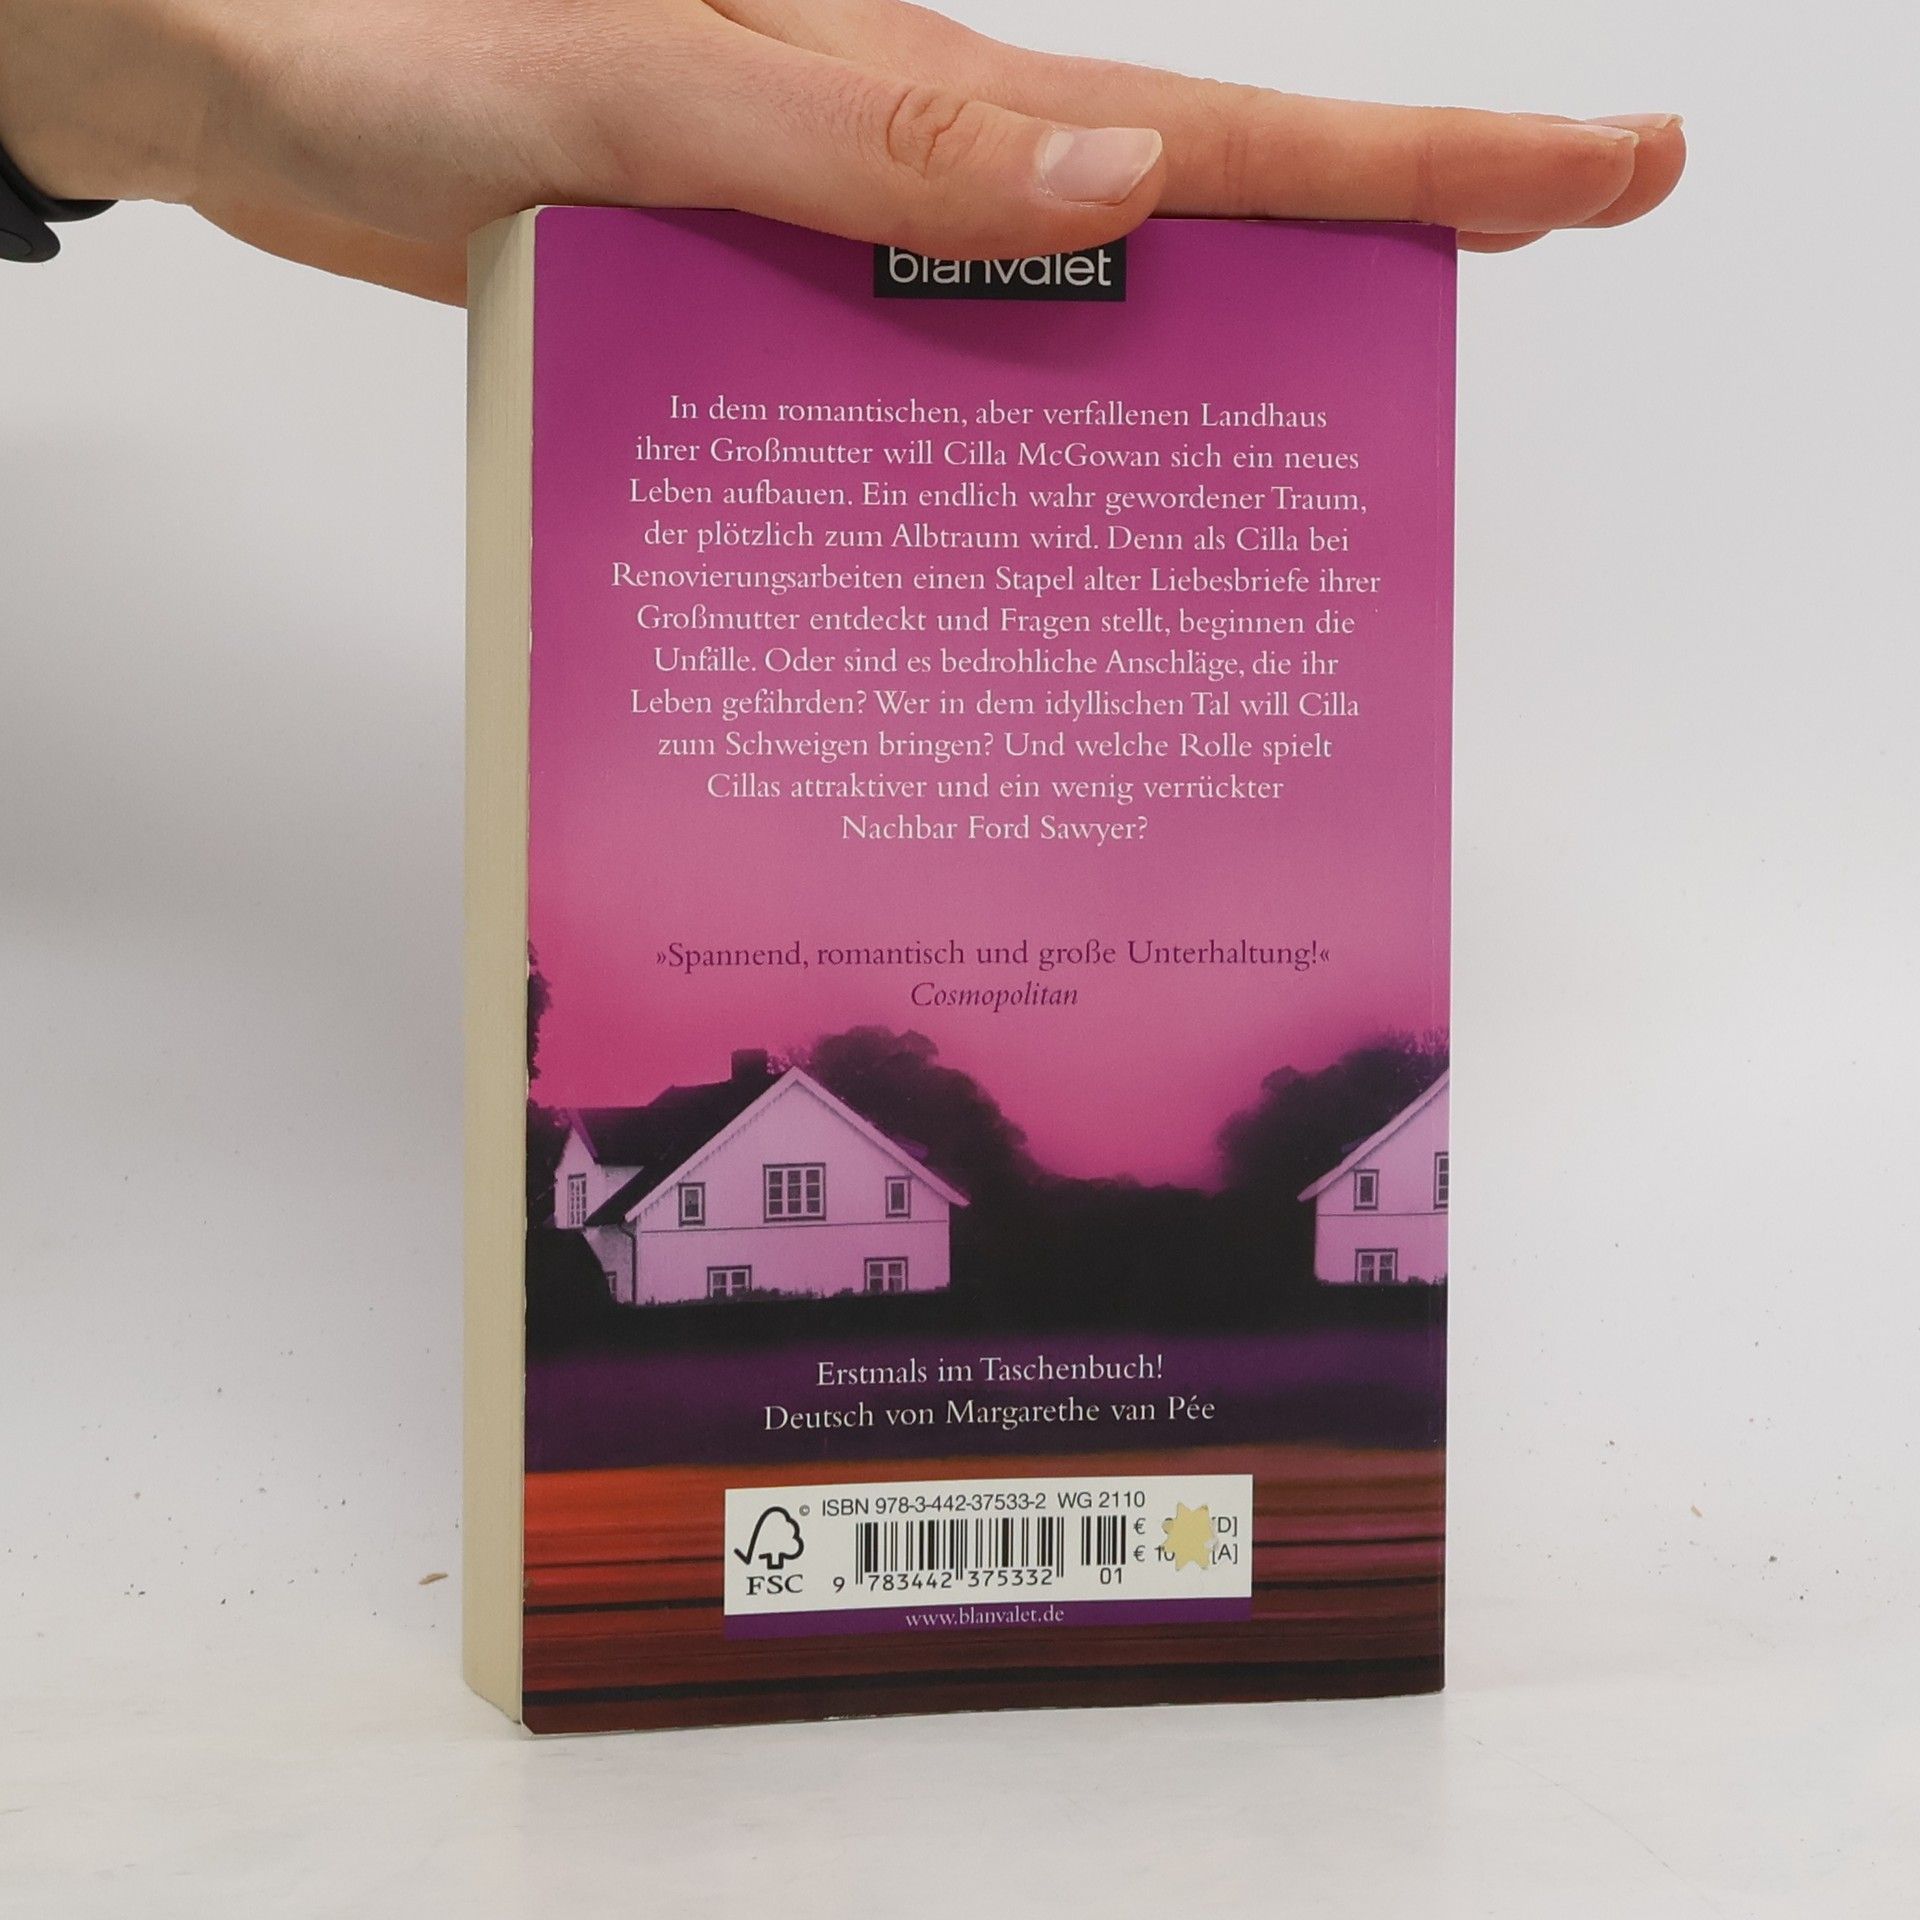 blanvalet
In dem romantischen, aber verfallenen Landhaus
ihrer Großmutter will Cilla McGowan sich ein neues
Leben aufbauen. Ein endlich wahr gewordener Traum,
der plötzlich zum Albtraum wird. Denn als Cilla bei
Renovierungsarbeiten einen Stapel alter Liebesbriefe ihrer
Großmutter entdeckt und Fragen stellt, beginnen die
Unfälle. Oder sind es bedrohliche Anschläge, die ihr
Leben gefährden? Wer in dem idyllischen Tal will Cilla
zum Schweigen bringen? Und welche Rolle spielt
Cillas attraktiver und ein wenig verrückter
Nachbar Ford Sawyer?
»Spannend, romantisch und große Unterhaltung!«
Cosmopolitan
Erstmals im Taschenbuch!
Deutsch von Margarethe van Pée
© ISBN 978-3-442-37533-2 WG 2110
€ [D]
€ 10 [A]
FSC
9 783442 375332 01
www.blanvalet.de